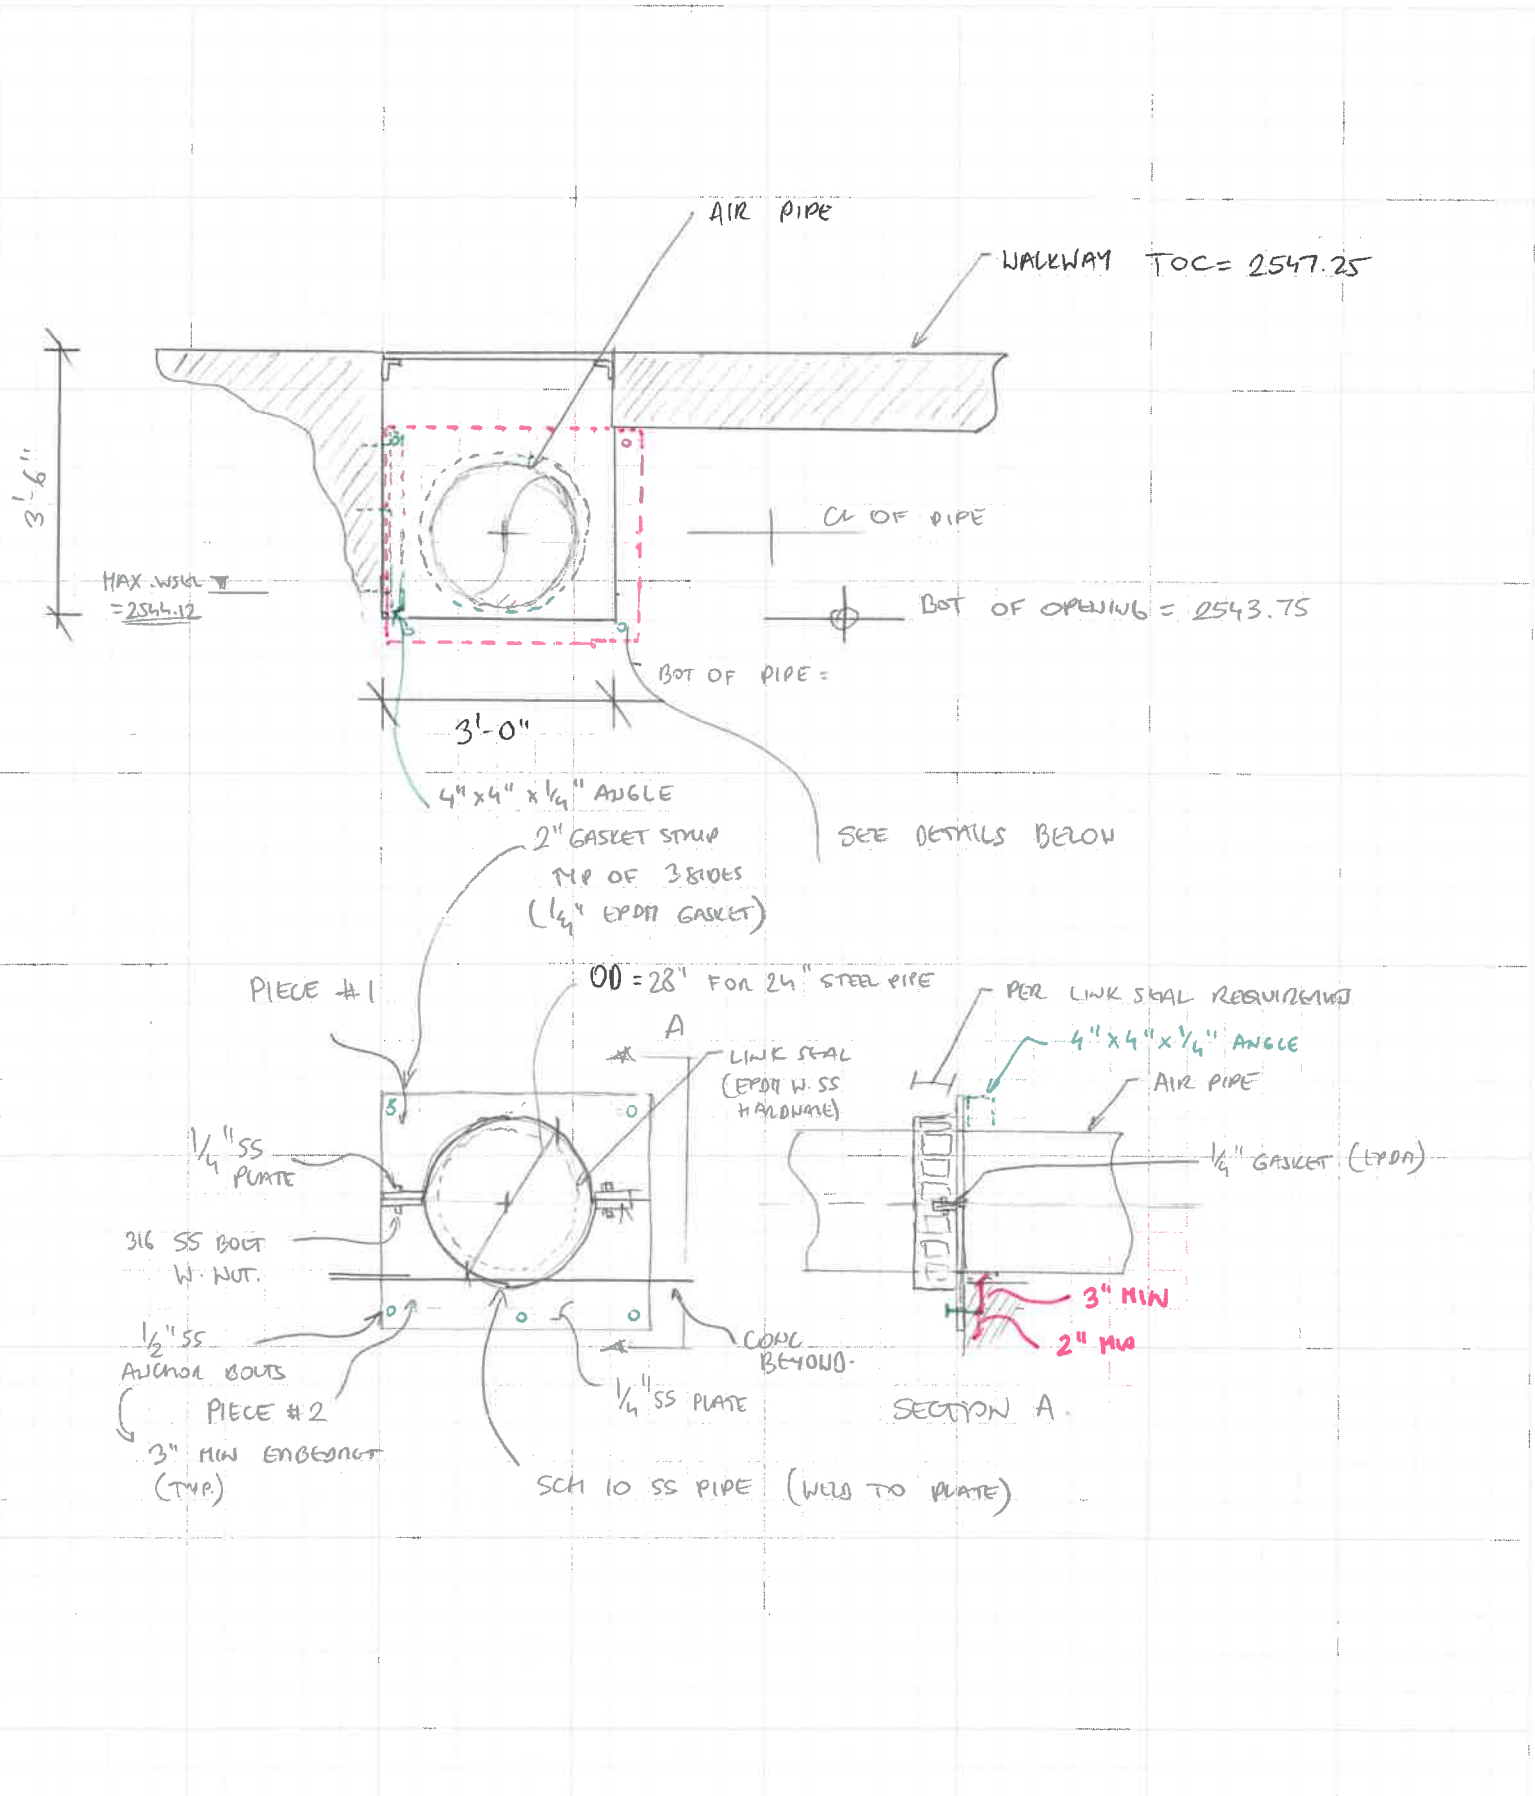 AIR PIPE
WALKWAY TOC = 2547.25
3'-6"
CL OF PIPE
MAX. WSEL
= 2544.12
BOT OF OPENING = 2543.75
BOT OF PIPE =
3'-0"
4" x 4" x 1/4" ANGLE
2" GASKET STRIP
TYP OF 3 SIDES
(1/4" EPDM GASKET)
SEE DETAILS BELOW
PIECE #1
OD = 28" FOR 24" STEEL PIPE
PER LINK SEAL REQUIREMENT
A
4" x 4" x 1/4" ANGLE
LINK SEAL
(EPDM W. SS
HARDWARE)
AIR PIPE
1/4" SS
PLATE
1/4" GASKET (EPDM)
316 SS BOLT
W. NUT.
3" MIN
2" MIN
1/2" SS
ANCHOR BOLTS
CONC
BEYOND.
PIECE #2
1/4" SS PLATE
SECTION A.
3" MIN EMBEDMET
(TYP.)
SCH 10 SS PIPE (WELD TO PLATE)